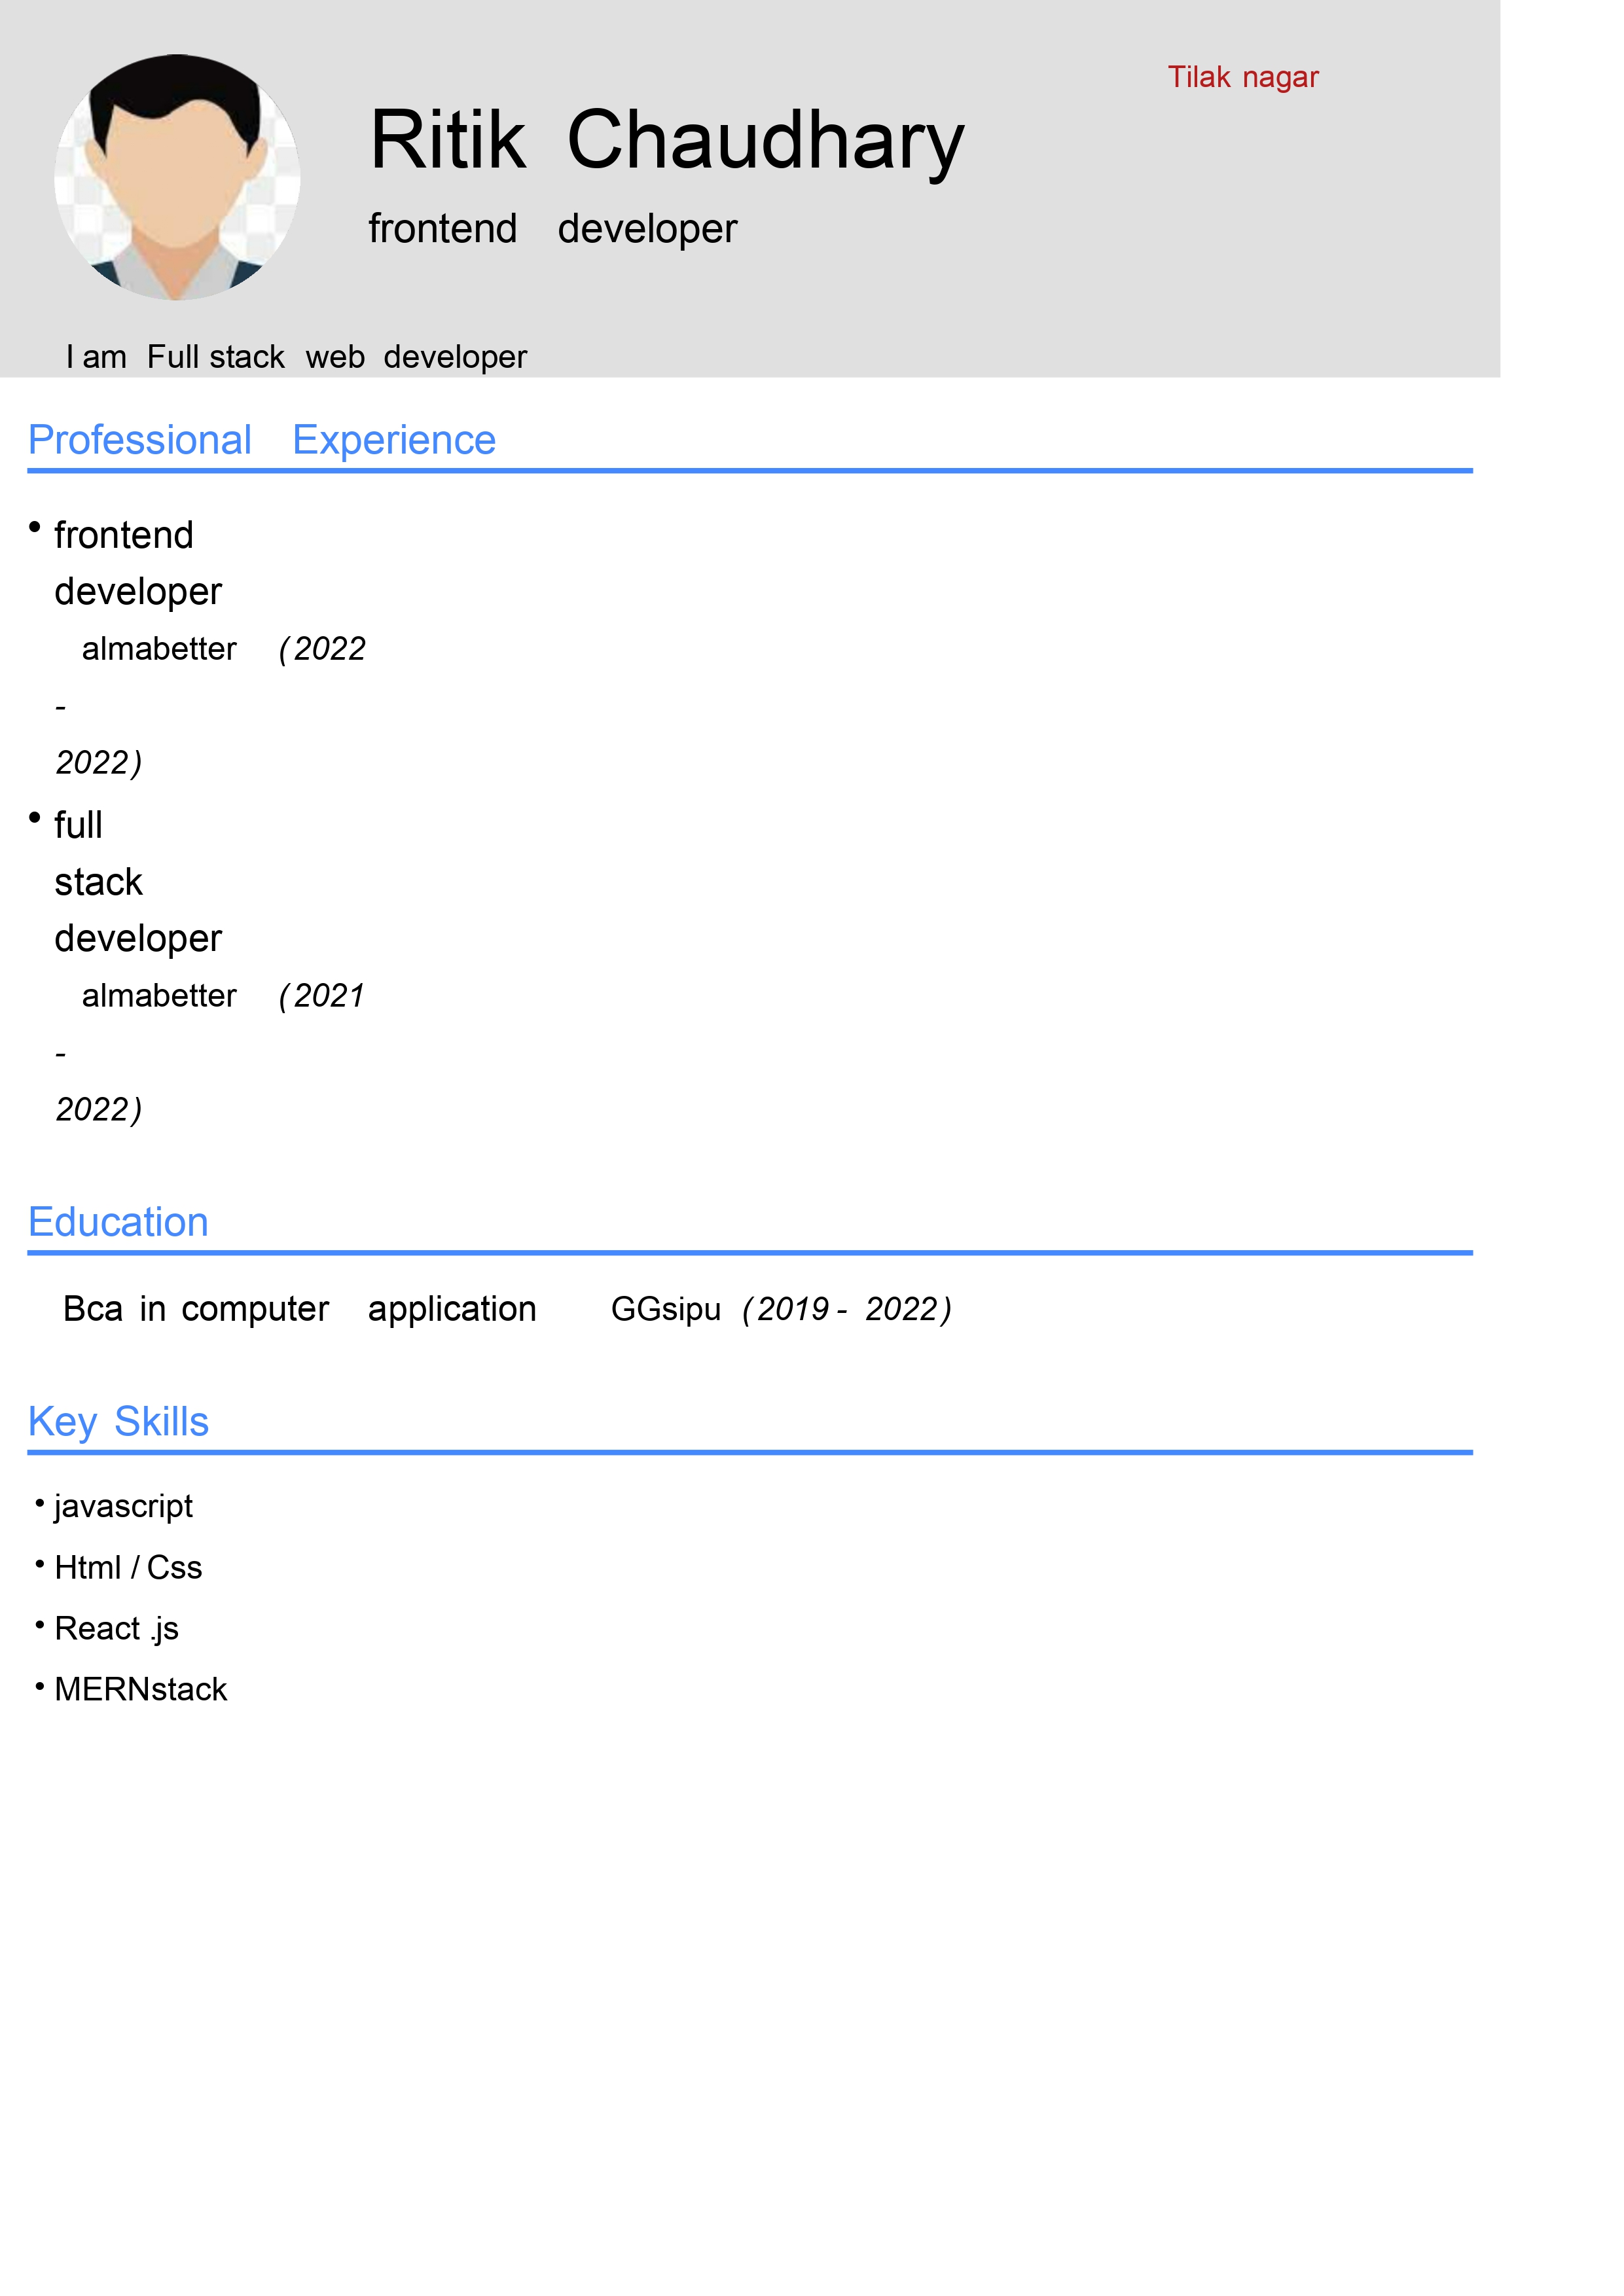 Tilak nagar
Ritik Chaudhary
frontend developer
I am Full stack web developer
Professional Experience
• frontend
developer
almabetter (2022
-
2022)
• full
stack
developer
almabetter (2021
-
2022)
Education
Bca in computer application GGsipu (2019 - 2022)
Key Skills
• javascript
• Html / Css
• React .js
• MERNstack